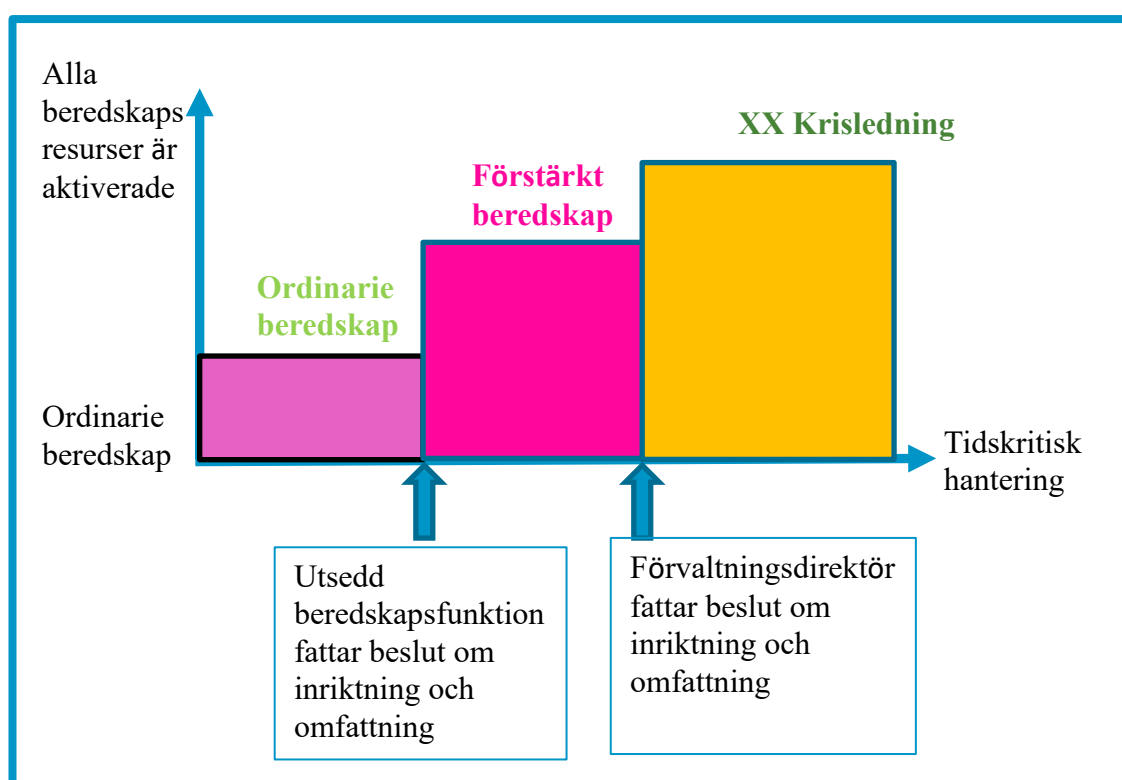 Alla
beredskaps
resurser är
aktiverade
XX Krisledning
Förstärkt
beredskap
Ordinarie
beredskap
Ordinarie
beredskap
Tidskritisk
hantering
Utsedd
beredskapsfunktion
fattar beslut om
inriktning och
omfattning
Förvaltningsdirektör
fattar beslut om
inriktning och
omfattning